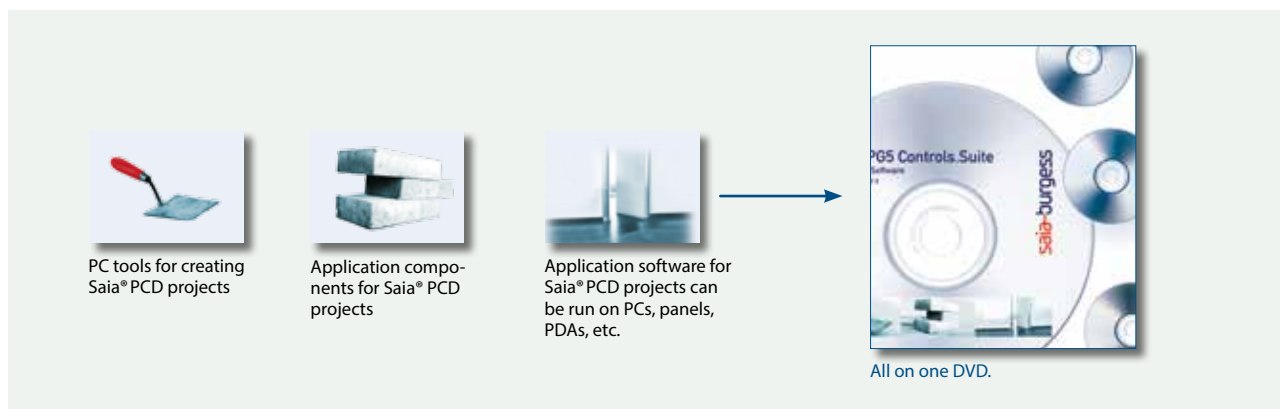 PC tools for creating
Saia® PCD projects
Application compo-
nents for Saia® PCD
projects
Application software for
Saia® PCD projects can
be run on PCs, panels,
PDAs, etc.
PG5 Controls Suite
Software
saia-burgess
All on one DVD.